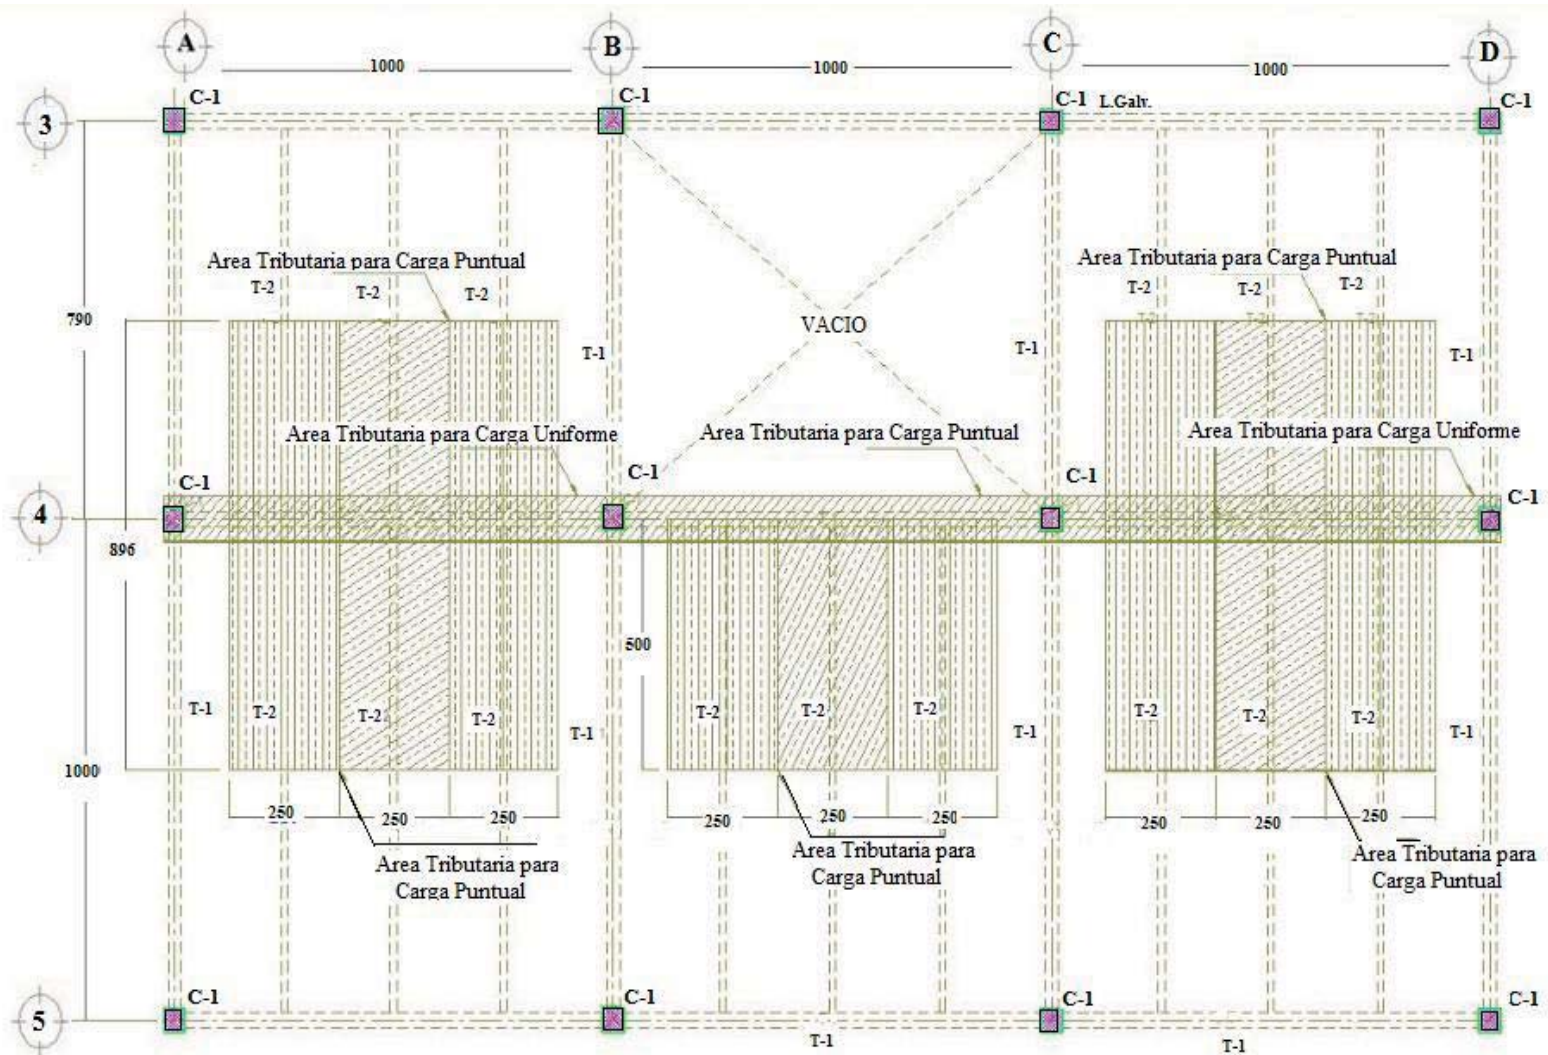 A
B
C
D
1000
1000
1000
C-1
C-1
C-1 L.Galv.
C-1
3
Area Tributaria para Carga Puntual
Area Tributaria para Carga Puntual
T-2
T-2
T-2
T-2
T-2
T-2
T-2
T-2
T-2
790
VACIO
T-1
T-1
T-1
Area Tributaria para Carga Uniforme
Area Tributaria para Carga Puntual
Area Tributaria para Carga Uniforme
C-1
C-1
C-1
C-1
4
896
500
T-1
T-2
T-2
T-2
T-1
T-2
T-2
T-2
T-1
T-2
T-2
T-2
T-1
1000
250
250
250
250
250
250
250
250
250
Area Tributaria para
Carga Puntual
Area Tributaria para
Carga Puntual
Area Tributaria para
Carga Puntual
C-1
C-1
C-1
C-1
5
T-1
T-1